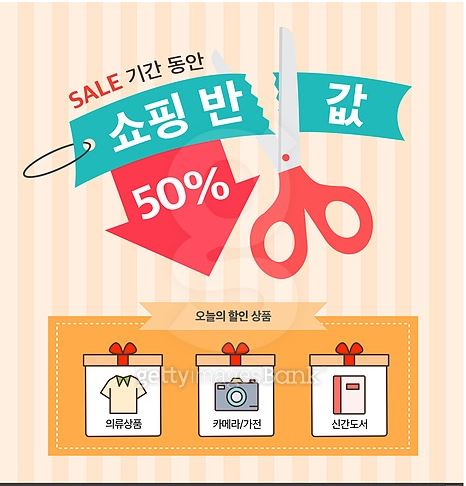 SALE 기간 동안
쇼핑 반 값
50%
오늘의 할인 상품
gettyimagesBank
의류상품
카메라/가전
신간도서